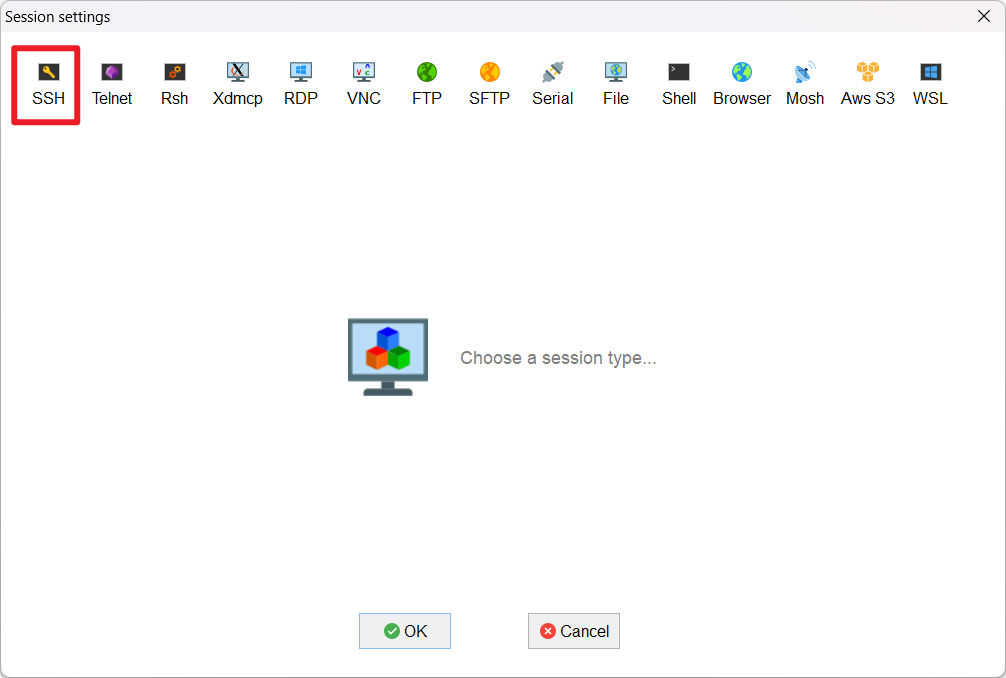 Session settings
SSH Telnet Rsh Xdmcp RDP VNC FTP SFTP Serial File Shell Browser Mosh Aws S3 WSL
Choose a session type...
OK Cancel